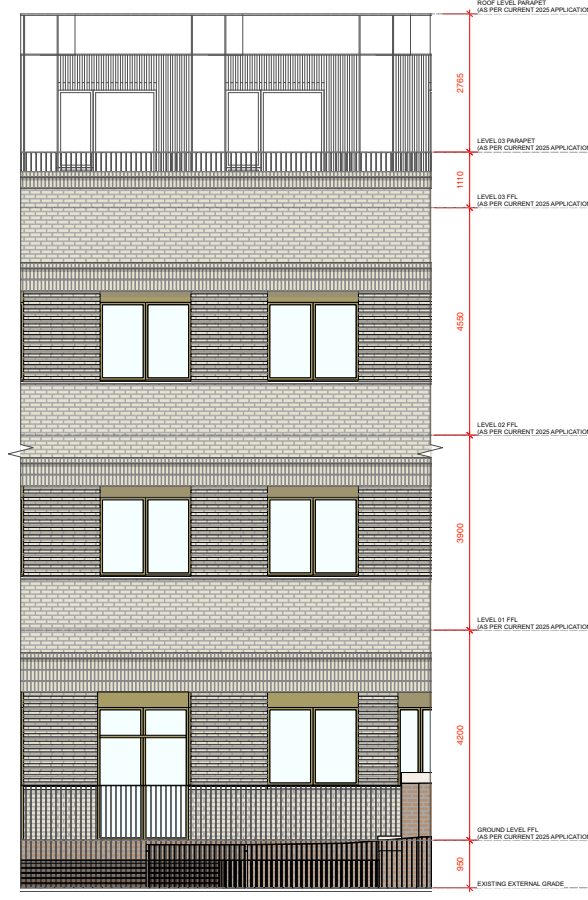 ROOF LEVEL PARAPET
(AS PER CURRENT 2025 APPLICATION
2765
LEVEL 03 PARAPET
(AS PER CURRENT 2025 APPLICATION
1110
LEVEL 03 FFL
(AS PER CURRENT 2025 APPLICATION
4550
LEVEL 02 FFL
(AS PER CURRENT 2025 APPLICATION
3900
LEVEL 01 FFL
(AS PER CURRENT 2025 APPLICATION
4200
GROUND LEVEL FFL
(AS PER CURRENT 2025 APPLICATION
950
EXISTING EXTERNAL GRADE